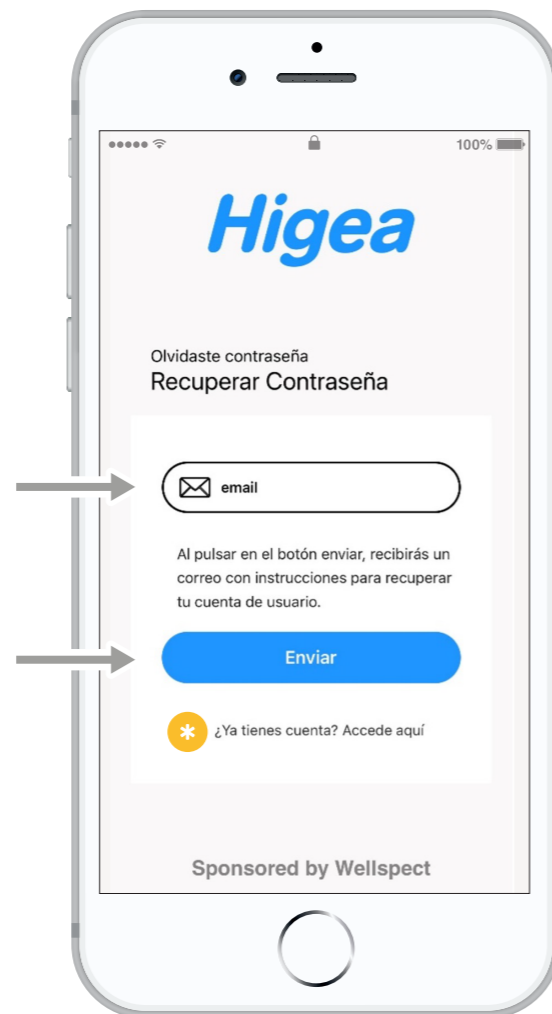 100%
Higea
Olvidaste contraseña
Recuperar Contraseña
email
Al pulsar en el botón enviar, recibirás un
correo con instrucciones para recuperar
tu cuenta de usuario.
Enviar
¿Ya tienes cuenta? Accede aquí
Sponsored by Wellspect